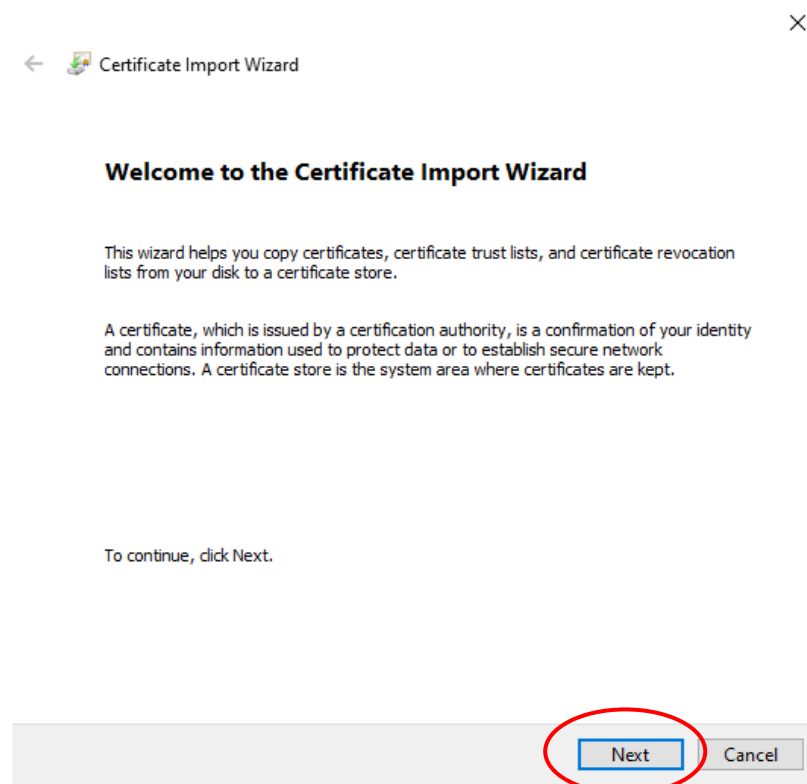 Certificate Import Wizard
Welcome to the Certificate Import Wizard
This wizard helps you copy certificates, certificate trust lists, and certificate revocation
lists from your disk to a certificate store.
A certificate, which is issued by a certification authority, is a confirmation of your identity
and contains information used to protect data or to establish secure network
connections. A certificate store is the system area where certificates are kept.
To continue, click Next.
Next Cancel